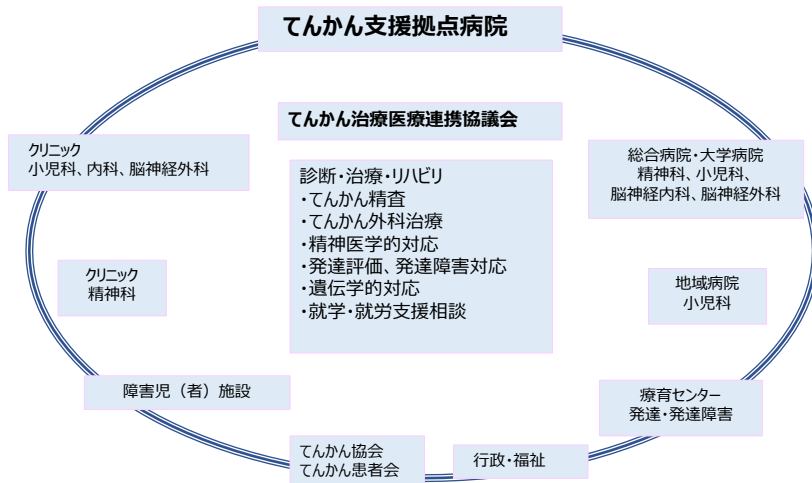 てんかん支援拠点病院
てんかん治療医療連携協議会
クリニック
小児科、内科、脳神経外科
総合病院・大学病院
精神科、小児科、
脳神経内科、脳神経外科
診断・治療・リハビリ
・てんかん精査
・てんかん外科治療
・精神医学的対応
・発達評価、発達障害対応
・遺伝学的対応
・就学・就労支援相談
クリニック
精神科
地域病院
小児科
障害児（者）施設
療育センター
発達・発達障害
てんかん協会
てんかん患者会
行政・福祉